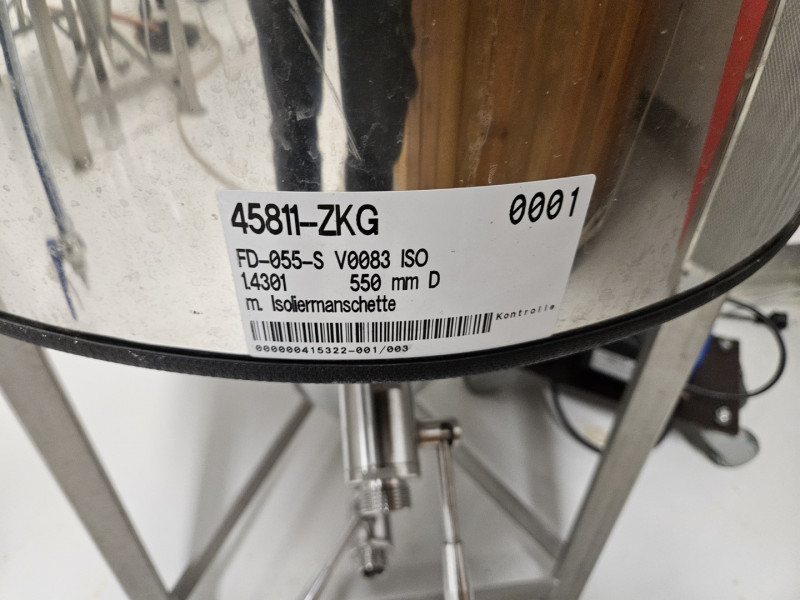 45811-ZKG 0001
FD-055-S V0083 ISO
1.4301 550 mm D
m. Isoliermanschette
Kontrolle
000000415322-001/003